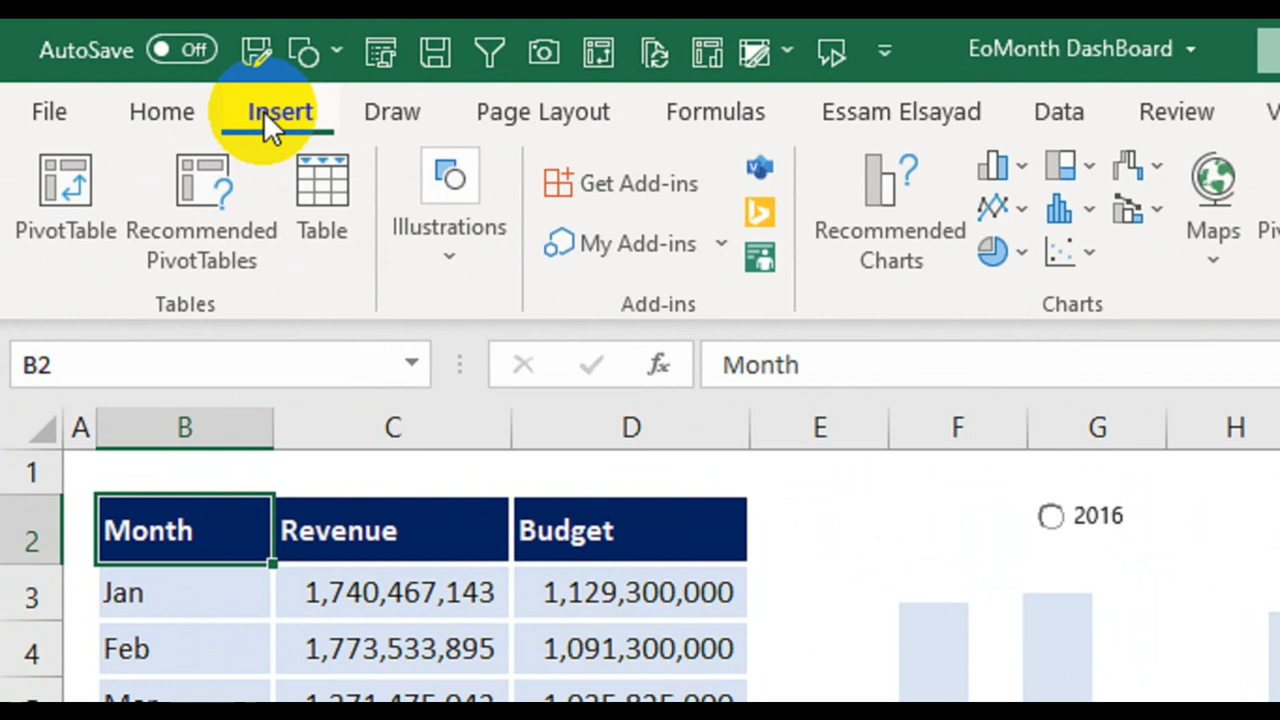 AutoSave Off EoMonth DashBoard
File Home Insert Draw Page Layout Formulas Essam Elsayad Data Review
PivotTable Recommended PivotTables Table Illustrations Get Add-ins My Add-ins Recommended Charts Maps
Tables Add-ins Charts
B2 fx Month
A B C D E F G H
1
2 Month Revenue Budget 2016
3 Jan 1,740,467,143 1,129,300,000
4 Feb 1,773,533,895 1,091,300,000